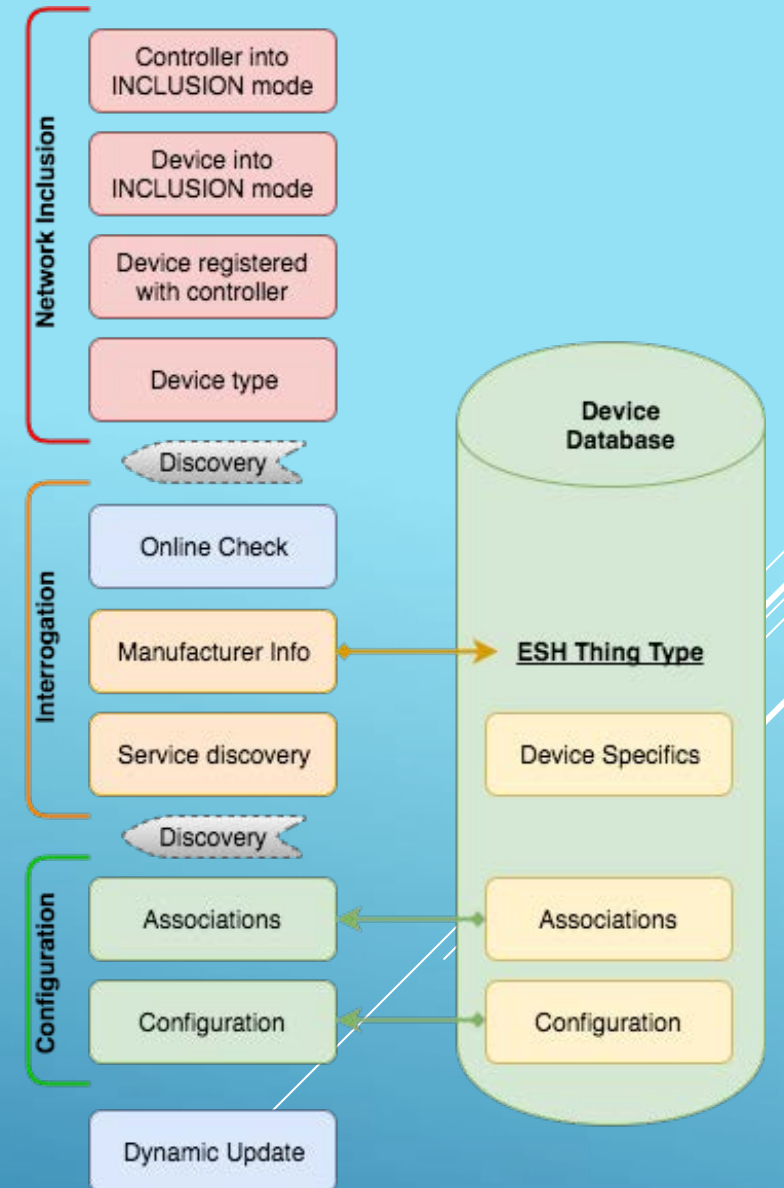 Network Inclusion
Controller into
INCLUSION mode
Device into
INCLUSION mode
Device registered
with controller
Device type
Discovery
Interrogation
Online Check
Manufacturer Info
Service discovery
Discovery
Configuration
Associations
Configuration
Dynamic Update
Device
Database
ESH Thing Type
Device Specifics
Associations
Configuration